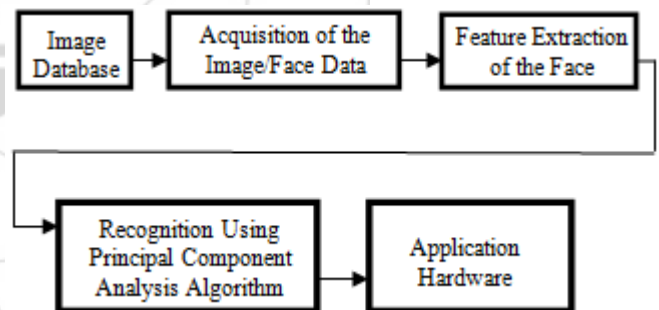 Image
Database
Acquisition of the
Image/Face Data
Feature Extraction
of the Face
Recognition Using
Principal Component
Analysis Algorithm
Application
Hardware